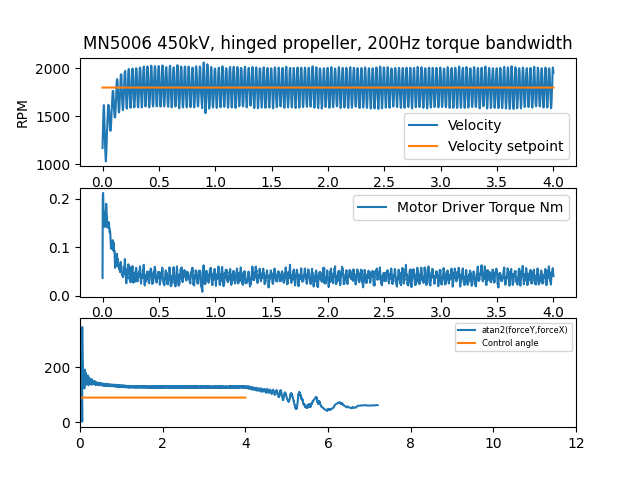 MN5006 450kV, hinged propeller, 200Hz torque bandwidth
2000
1500
1000
RPM
Velocity
Velocity setpoint
0.0 0.5 1.0 1.5 2.0 2.5 3.0 3.5 4.0
0.2
0.1
0.0
Motor Driver Torque Nm
0.0 0.5 1.0 1.5 2.0 2.5 3.0 3.5 4.0
200
0
atan2(forceY,forceX)
Control angle
0 2 4 6 8 10 12